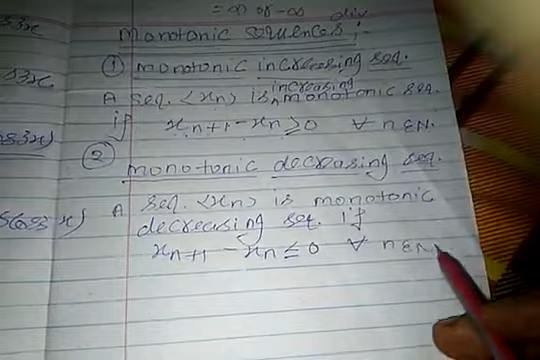 = ∞ or -∞ div.
Monotonic sequences :-
① monotonic increasing seq.
increasing
A seq. <xn> is monotonic seq.
if xn+1 - xn ≥ 0 ∀ n ∈ N.
② monotonic decreasing seq.
A seq. <xn> is monotonic
decreasing seq. if
xn+1 - xn ≤ 0 ∀ n ∈ N